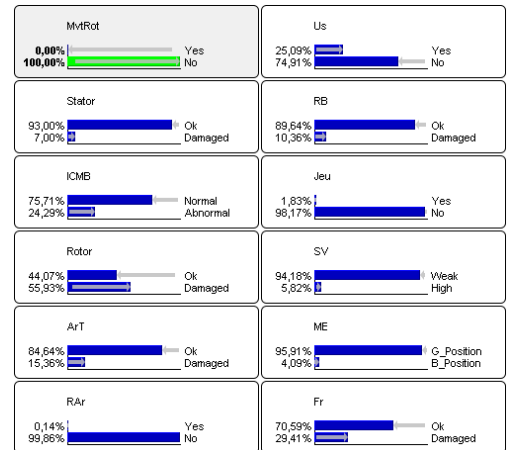 MvtRot
0,00% Yes
100,00% No
Us
25,09% Yes
74,91% No
Stator
93,00% Ok
7,00% Damaged
RB
89,64% Ok
10,36% Damaged
ICMB
75,71% Normal
24,29% Abnormal
Jeu
1,83% Yes
98,17% No
Rotor
44,07% Ok
55,93% Damaged
SV
94,18% Weak
5,82% High
ArT
84,64% Ok
15,36% Damaged
ME
95,91% G_Position
4,09% B_Position
RAr
0,14% Yes
99,86% No
Fr
70,59% Ok
29,41% Damaged